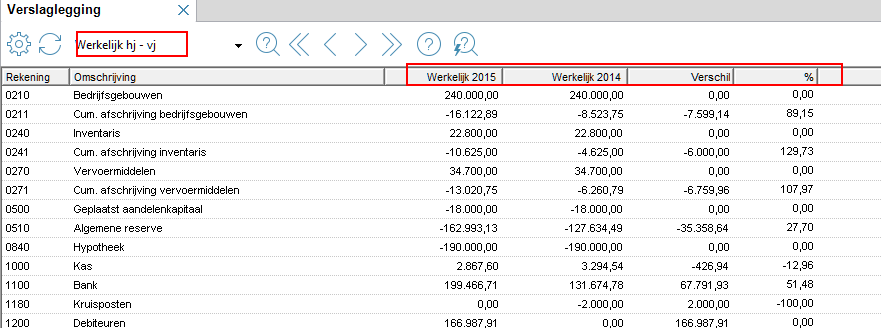 Verslaglegging
Werkelijk hj - vj
Rekening Omschrijving Werkelijk 2015 Werkelijk 2014 Verschil %
0210 Bedrijfsgebouwen 240.000,00 240.000,00 0,00 0,00
0211 Cum. afschrijving bedrijfsgebouwen -16.122,89 -8.523,75 -7.599,14 89,15
0240 Inventaris 22.800,00 22.800,00 0,00 0,00
0241 Cum. afschrijving inventaris -10.625,00 -4.625,00 -6.000,00 129,73
0270 Vervoermiddelen 34.700,00 34.700,00 0,00 0,00
0271 Cum. afschrijving vervoermiddelen -13.020,75 -6.260,79 -6.759,96 107,97
0500 Geplaatst aandelenkapitaal -18.000,00 -18.000,00 0,00 0,00
0510 Algemene reserve -162.993,13 -127.634,49 -35.358,64 27,70
0840 Hypotheek -190.000,00 -190.000,00 0,00 0,00
1000 Kas 2.867,60 3.294,54 -426,94 -12,96
1100 Bank 199.466,71 131.674,78 67.791,93 51,48
1180 Kruisposten 0,00 -2.000,00 2.000,00 -100,00
1200 Debiteuren 166.987,91 0,00 166.987,91 0,00